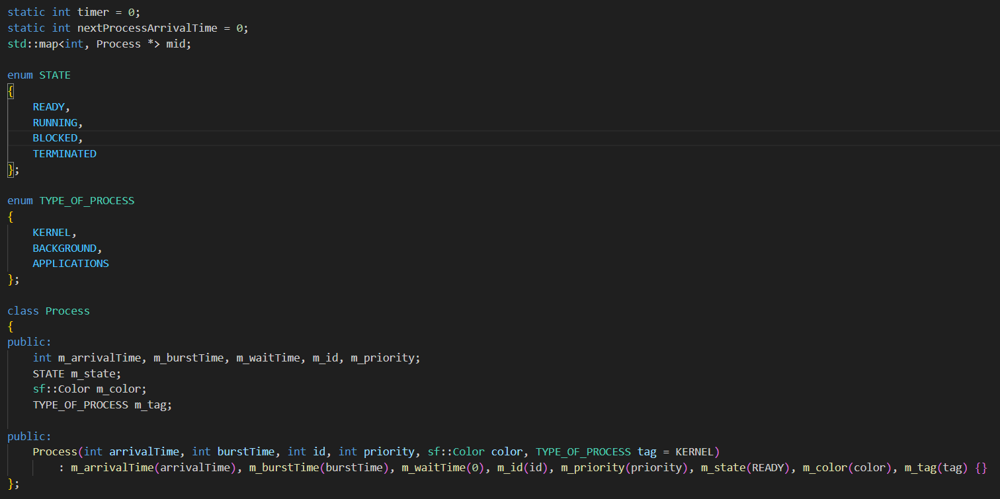 static int timer = 0;
static int nextProcessArrivalTime = 0;
std::map<int, Process *> mid;

enum STATE
{
    READY,
    RUNNING,
    BLOCKED,
    TERMINATED
};

enum TYPE_OF_PROCESS
{
    KERNEL,
    BACKGROUND,
    APPLICATIONS
};

class Process
{
public:
    int m_arrivalTime, m_burstTime, m_waitTime, m_id, m_priority;
    STATE m_state;
    sf::Color m_color;
    TYPE_OF_PROCESS m_tag;

public:
    Process(int arrivalTime, int burstTime, int id, int priority, sf::Color color, TYPE_OF_PROCESS tag = KERNEL)
        : m_arrivalTime(arrivalTime), m_burstTime(burstTime), m_waitTime(0), m_id(id), m_priority(priority), m_state(READY), m_color(color), m_tag(tag) {}
};